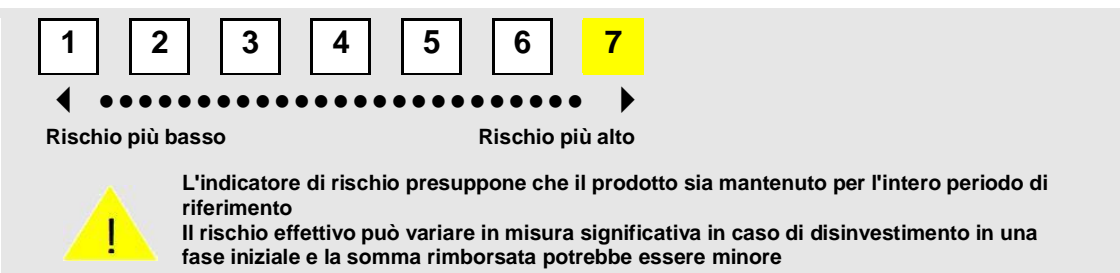 1 2 3 4 5 6 7
Rischio più basso Rischio più alto
L'indicatore di rischio presuppone che il prodotto sia mantenuto per l'intero periodo di
riferimento
Il rischio effettivo può variare in misura significativa in caso di disinvestimento in una
fase iniziale e la somma rimborsata potrebbe essere minore
!